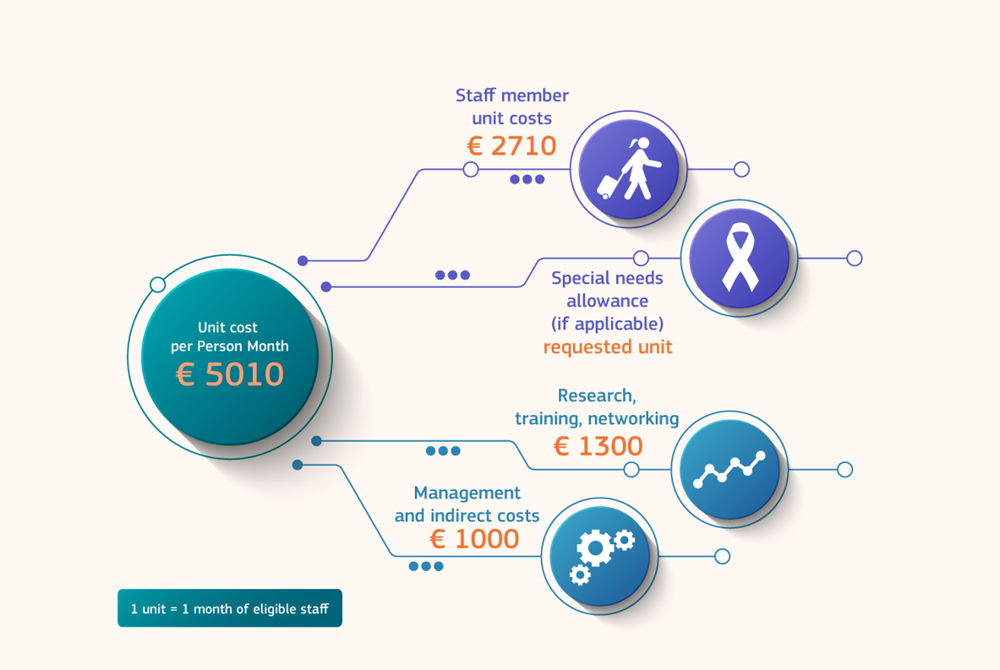 Staff member
unit costs
€ 2710
Special needs
allowance
(if applicable)
requested unit
Unit cost
per Person Month
€ 5010
Research,
training, networking
€ 1300
Management
and indirect costs
€ 1000
1 unit = 1 month of eligible staff